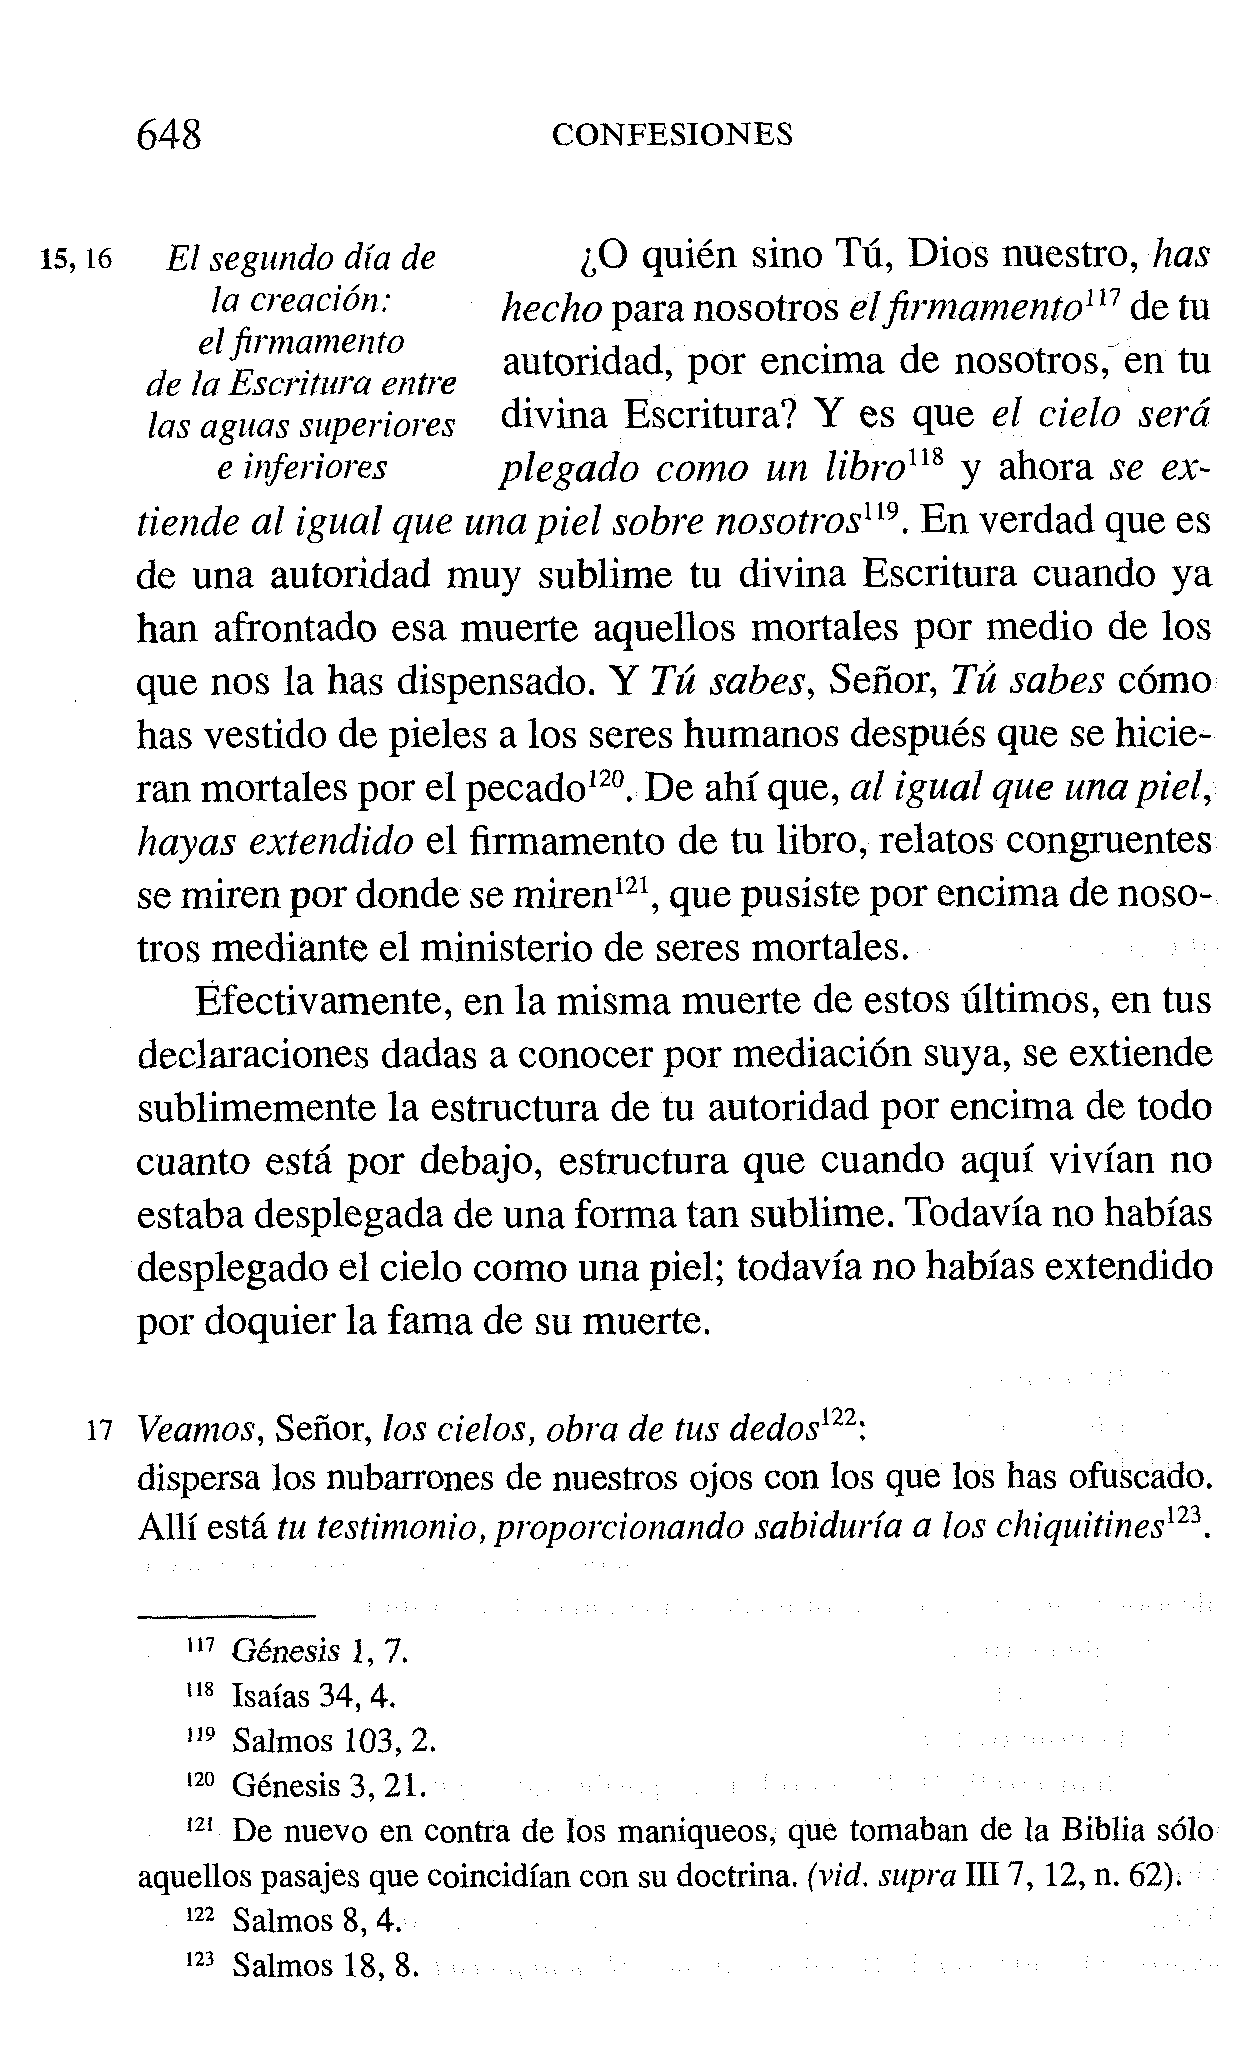 648 CONFESIONES
15, 16 El segundo día de
la creación:
el firmamento
de la Escritura entre
las aguas superiores
e inferiores
¿O quién sino Tú, Dios nuestro, has
hecho para nosotros el firmamento¹¹⁷ de tu
autoridad, por encima de nosotros, en tu
divina Escritura? Y es que el cielo será
plegado como un libro¹¹⁸ y ahora se ex-
tiende al igual que una piel sobre nosotros¹¹⁹. En verdad que es
de una autoridad muy sublime tu divina Escritura cuando ya
han afrontado esa muerte aquellos mortales por medio de los
que nos la has dispensado. Y Tú sabes, Señor, Tú sabes cómo
has vestido de pieles a los seres humanos después que se hicie-
ran mortales por el pecado¹²⁰. De ahí que, al igual que una piel,
hayas extendido el firmamento de tu libro, relatos congruentes
se miren por donde se miren¹²¹, que pusiste por encima de noso-
tros mediante el ministerio de seres mortales.
Efectivamente, en la misma muerte de estos últimos, en tus
declaraciones dadas a conocer por mediación suya, se extiende
sublimemente la estructura de tu autoridad por encima de todo
cuanto está por debajo, estructura que cuando aquí vivían no
estaba desplegada de una forma tan sublime. Todavía no habías
desplegado el cielo como una piel; todavía no habías extendido
por doquier la fama de su muerte.
17 Veamos, Señor, los cielos, obra de tus dedos¹²²:
dispersa los nubarrones de nuestros ojos con los que los has ofuscado.
Allí está tu testimonio, proporcionando sabiduría a los chiquitines¹²³.
¹¹⁷ Génesis 1, 7.
¹¹⁸ Isaías 34, 4.
¹¹⁹ Salmos 103, 2.
¹²⁰ Génesis 3, 21.
¹²¹ De nuevo en contra de los maniqueos, que tomaban de la Biblia sólo
aquellos pasajes que coincidían con su doctrina. (vid. supra III 7, 12, n. 62).
¹²² Salmos 8, 4.
¹²³ Salmos 18, 8.